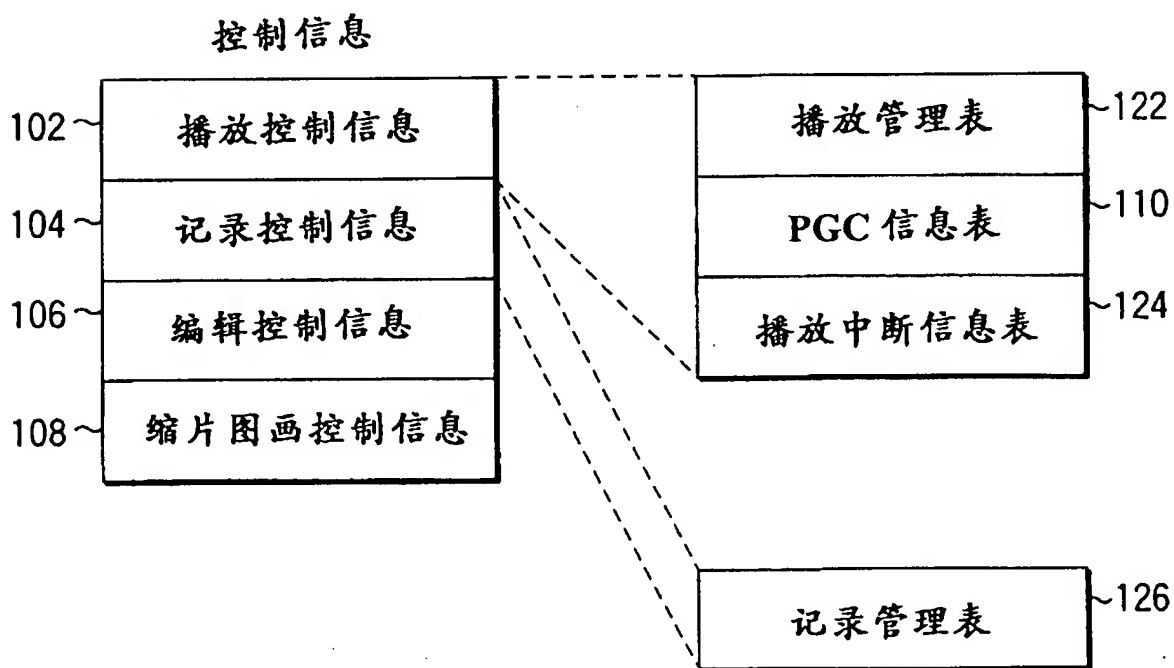 控制信息
102 播放控制信息
104 记录控制信息
106 编辑控制信息
108 缩片图画控制信息
播放管理表 122
PGC 信息表 110
播放中断信息表 124
记录管理表 126